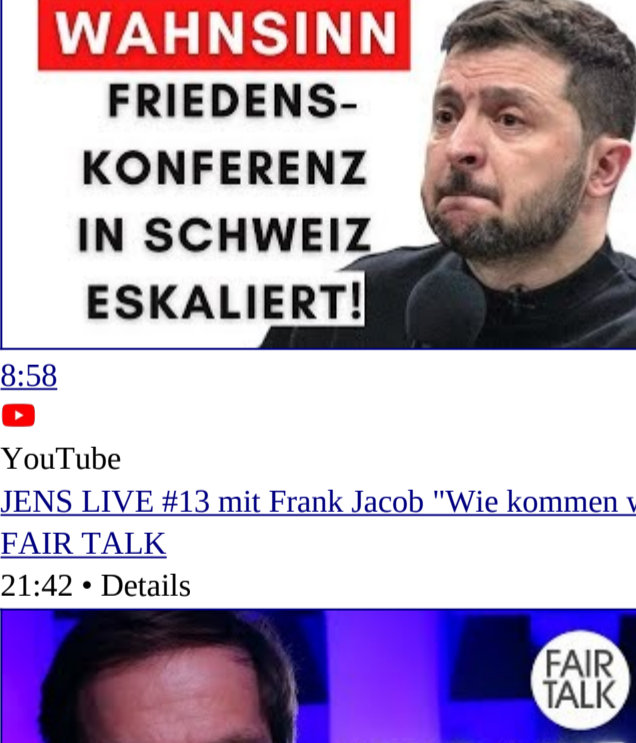 WAHNSINN
FRIEDENS-
KONFERENZ
IN SCHWEIZ
ESKALIERT!
8:58
YouTube
JENS LIVE #13 mit Frank Jacob "Wie kommen
FAIR TALK
21:42 • Details
FAIR
TALK